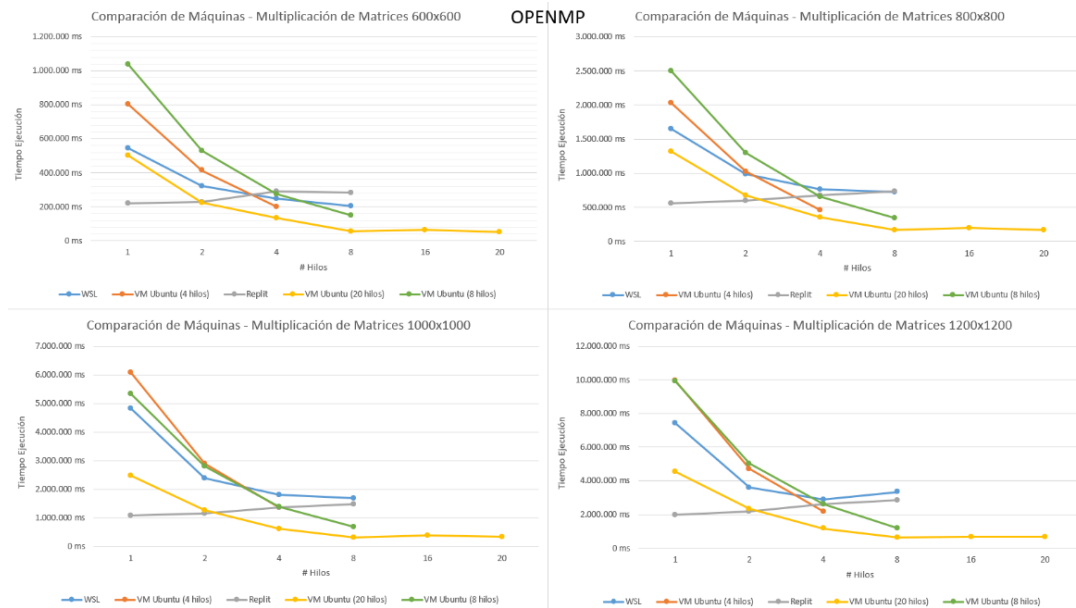 OPENMP
Comparación de Máquinas - Multiplicación de Matrices 600x600
1.200.000 ms
1.000.000 ms
800.000 ms
600.000 ms
400.000 ms
200.000 ms
0 ms
Tiempo Ejecución
1 2 4 8 16 20
# Hilos
WSL VM Ubuntu (4 hilos) Replit VM Ubuntu (20 hilos) VM Ubuntu (8 hilos)
Comparación de Máquinas - Multiplicación de Matrices 800x800
3.000.000 ms
2.500.000 ms
2.000.000 ms
1.500.000 ms
1.000.000 ms
500.000 ms
0 ms
Tiempo Ejecución
1 2 4 8 16 20
# Hilos
WSL VM Ubuntu (4 hilos) Replit VM Ubuntu (20 hilos) VM Ubuntu (8 hilos)
Comparación de Máquinas - Multiplicación de Matrices 1000x1000
7.000.000 ms
6.000.000 ms
5.000.000 ms
4.000.000 ms
3.000.000 ms
2.000.000 ms
1.000.000 ms
0 ms
Tiempo Ejecución
1 2 4 8 16 20
# Hilos
WSL VM Ubuntu (4 hilos) Replit VM Ubuntu (20 hilos) VM Ubuntu (8 hilos)
Comparación de Máquinas - Multiplicación de Matrices 1200x1200
12.000.000 ms
10.000.000 ms
8.000.000 ms
6.000.000 ms
4.000.000 ms
2.000.000 ms
0 ms
Tiempo Ejecución
1 2 4 8 16 20
# Hilos
WSL VM Ubuntu (4 hilos) Replit VM Ubuntu (20 hilos) VM Ubuntu (8 hilos)